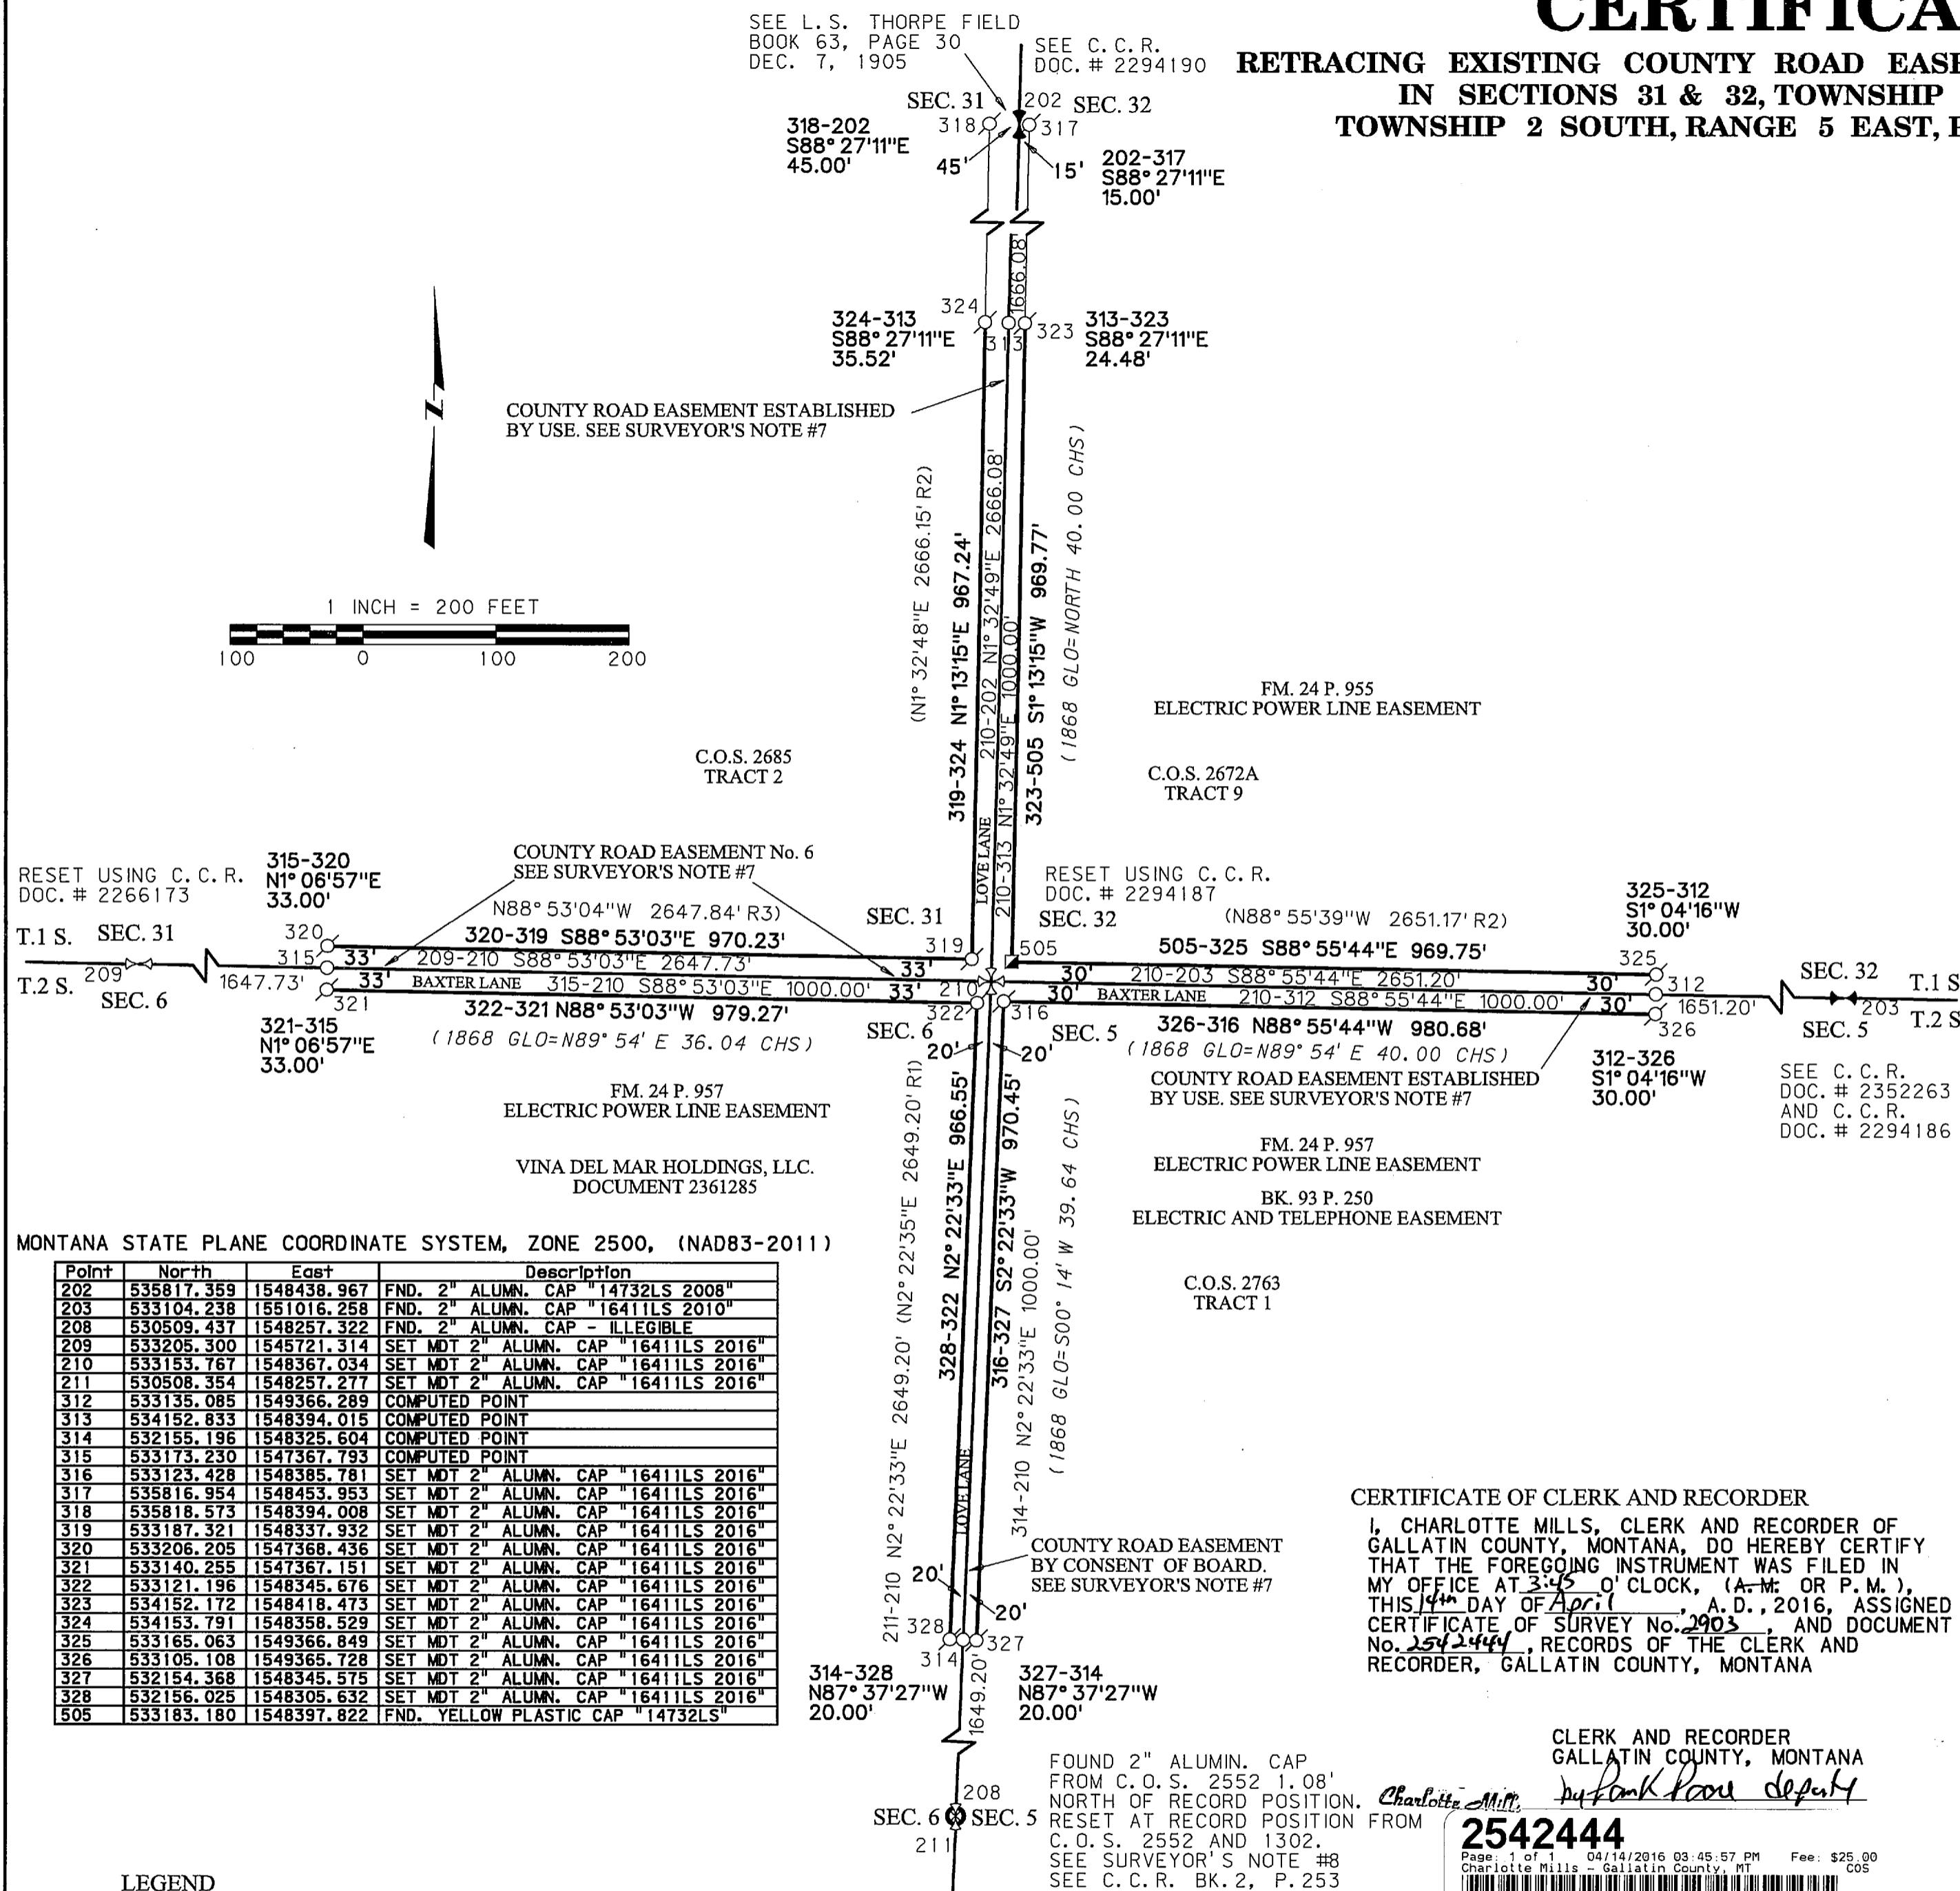 CERTIFICA
RETRACING EXISTING COUNTY ROAD EASE
IN SECTIONS 31 & 32, TOWNSHIP
TOWNSHIP 2 SOUTH, RANGE 5 EAST, P
SEE L.S. THORPE FIELD
BOOK 63, PAGE 30
DEC. 7, 1905
SEE C.C.R.
DOC. # 2294190
SEC. 31
202
SEC. 32
318
317
318-202
S88°27'11"E
45.00'
45'
15'
202-317
S88°27'11"E
15.00'
1666.08'
324
324-313
S88°27'11"E
35.52'
313
323
313-323
S88°27'11"E
24.48'
COUNTY ROAD EASEMENT ESTABLISHED
BY USE. SEE SURVEYOR'S NOTE #7
N
1 INCH = 200 FEET
100 0 100 200
(N1°32'48"E 2666.15' R2)
319-324 N1°13'15"E 967.24'
210-202 N1°32'49"E 2666.08'
210-313 N1°32'49"E 1000.00'
323-505 S1°13'15"W 969.77'
(1868 GLO=NORTH 40.00 CHS)
LOVE LANE
FM. 24 P. 955
ELECTRIC POWER LINE EASEMENT
C.O.S. 2685
TRACT 2
C.O.S. 2672A
TRACT 9
RESET USING C.C.R.
DOC. # 2266173
315-320
N1°06'57"E
33.00'
COUNTY ROAD EASEMENT No. 6
SEE SURVEYOR'S NOTE #7
N88°53'04"W 2647.84' R3)
SEC. 31
RESET USING C.C.R.
DOC. # 2294187
SEC. 32
(N88°55'39"W 2651.17' R2)
325-312
S1°04'16"W
30.00'
T.1 S. SEC. 31
320
320-319 S88°53'03"E 970.23'
319
505
505-325 S88°55'44"E 969.75'
325
315
33'
209-210 S88°53'03"E 2647.73'
33'
30'
210-203 S88°55'44"E 2651.20'
30'
312
SEC. 32
T.1 S
209
1647.73'
33'
BAXTER LANE
315-210 S88°53'03"E 1000.00'
33'
210
30'
BAXTER LANE
210-312 S88°55'44"E 1000.00'
30'
1651.20'
203
T.2 S.
SEC. 6
321
322-321 N88°53'03"W 979.27'
322
316
326-316 N88°55'44"W 980.68'
326
SEC. 5
T.2 S
321-315
N1°06'57"E
33.00'
(1868 GLO=N89°54' E 36.04 CHS)
SEC. 6
20'
20'
SEC. 5
(1868 GLO=N89°54' E 40.00 CHS)
312-326
S1°04'16"W
30.00'
COUNTY ROAD EASEMENT ESTABLISHED
BY USE. SEE SURVEYOR'S NOTE #7
SEE C.C.R.
DOC. # 2352263
AND C.C.R.
DOC. # 2294186
FM. 24 P. 957
ELECTRIC POWER LINE EASEMENT
VINA DEL MAR HOLDINGS, LLC.
DOCUMENT 2361285
FM. 24 P. 957
ELECTRIC POWER LINE EASEMENT
BK. 93 P. 250
ELECTRIC AND TELEPHONE EASEMENT
C.O.S. 2763
TRACT 1
211-210 N2°22'33"E 2649.20' (N2°22'35"E 2649.20' R1)
328-322 N2°22'33"E 966.55'
316-327 S2°22'33"W 970.45'
314-210 N2°22'33"E 1000.00'
(1868 GLO=S00°14' W 39.64 CHS)
LOVE LANE
MONTANA STATE PLANE COORDINATE SYSTEM, ZONE 2500, (NAD83-2011)
Point North East Description
202 535817.359 1548438.967 FND. 2" ALUMN. CAP "14732LS 2008"
203 533104.238 1551016.258 FND. 2" ALUMN. CAP "16411LS 2010"
208 530509.437 1548257.322 FND. 2" ALUMN. CAP - ILLEGIBLE
209 533205.300 1545721.314 SET MDT 2" ALUMN. CAP "16411LS 2016"
210 533153.767 1548367.034 SET MDT 2" ALUMN. CAP "16411LS 2016"
211 530508.354 1548257.277 SET MDT 2" ALUMN. CAP "16411LS 2016"
312 533135.085 1549366.289 COMPUTED POINT
313 534152.833 1548394.015 COMPUTED POINT
314 532155.196 1548325.604 COMPUTED POINT
315 533173.230 1547367.793 COMPUTED POINT
316 533123.428 1548385.781 SET MDT 2" ALUMN. CAP "16411LS 2016"
317 535816.954 1548453.953 SET MDT 2" ALUMN. CAP "16411LS 2016"
318 535818.573 1548394.008 SET MDT 2" ALUMN. CAP "16411LS 2016"
319 533187.321 1548337.932 SET MDT 2" ALUMN. CAP "16411LS 2016"
320 533206.205 1547368.436 SET MDT 2" ALUMN. CAP "16411LS 2016"
321 533140.255 1547367.151 SET MDT 2" ALUMN. CAP "16411LS 2016"
322 533121.196 1548345.676 SET MDT 2" ALUMN. CAP "16411LS 2016"
323 534152.172 1548418.473 SET MDT 2" ALUMN. CAP "16411LS 2016"
324 534153.791 1548358.529 SET MDT 2" ALUMN. CAP "16411LS 2016"
325 533165.063 1549366.849 SET MDT 2" ALUMN. CAP "16411LS 2016"
326 533105.108 1549365.728 SET MDT 2" ALUMN. CAP "16411LS 2016"
327 532154.368 1548345.575 SET MDT 2" ALUMN. CAP "16411LS 2016"
328 532156.025 1548305.632 SET MDT 2" ALUMN. CAP "16411LS 2016"
505 533183.180 1548397.822 FND. YELLOW PLASTIC CAP "14732LS"
COUNTY ROAD EASEMENT
BY CONSENT OF BOARD.
SEE SURVEYOR'S NOTE #7
20'
20'
328
327
314
314-328
N87°37'27"W
20.00'
327-314
N87°37'27"W
20.00'
1649.20'
208
SEC. 6
SEC. 5
211
FOUND 2" ALUMIN. CAP
FROM C.O.S. 2552 1.08'
NORTH OF RECORD POSITION.
RESET AT RECORD POSITION FROM
C.O.S. 2552 AND 1302.
SEE SURVEYOR'S NOTE #8
SEE C.C.R. BK.2, P.253
CERTIFICATE OF CLERK AND RECORDER
I, CHARLOTTE MILLS, CLERK AND RECORDER OF
GALLATIN COUNTY, MONTANA, DO HEREBY CERTIFY
THAT THE FOREGOING INSTRUMENT WAS FILED IN
MY OFFICE AT 3:45 O'CLOCK, (A.M. OR P.M.),
THIS 14th DAY OF April, A.D., 2016, ASSIGNED
CERTIFICATE OF SURVEY No. 2903, AND DOCUMENT
No. 2542444, RECORDS OF THE CLERK AND
RECORDER, GALLATIN COUNTY, MONTANA
CLERK AND RECORDER
GALLATIN COUNTY, MONTANA
Charlotte Mills
by deputy
2542444
Page: 1 of 1 04/14/2016 03:45:57 PM Fee: $25.00
Charlotte Mills - Gallatin County, MT COS
LEGEND